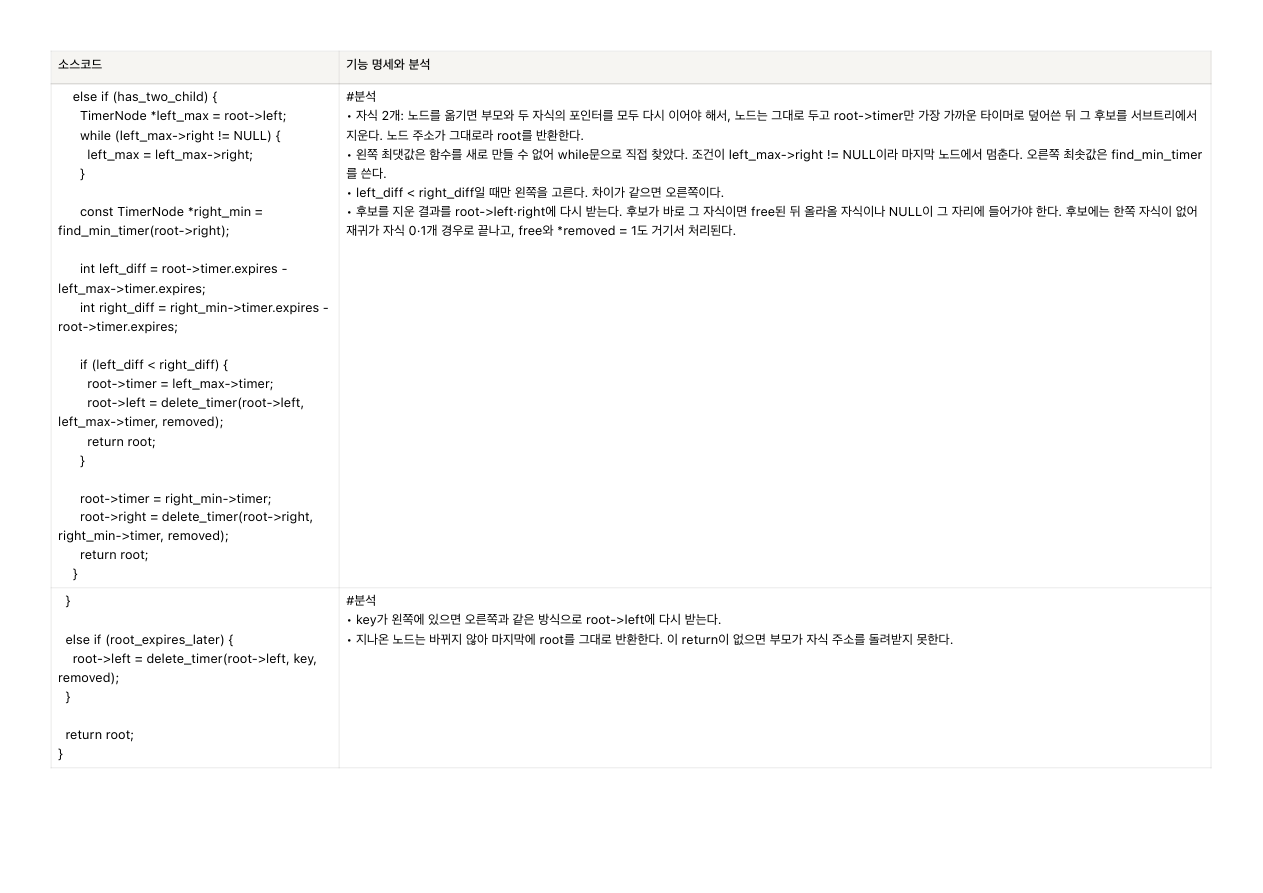 소스코드
기능 명세와 분석
else if (has_two_child) {
TimerNode *left_max = root->left;
while (left_max->right != NULL) {
left_max = left_max->right;
}
const TimerNode *right_min =
find_min_timer(root->right);
int left_diff = root->timer.expires -
left_max->timer.expires;
int right_diff = right_min->timer.expires -
root->timer.expires;
if (left_diff < right_diff) {
root->timer = left_max->timer;
root->left = delete_timer(root->left,
left_max->timer, removed);
return root;
}
root->timer = right_min->timer;
root->right = delete_timer(root->right,
right_min->timer, removed);
return root;
}
#분석
• 자식 2개: 노드를 옮기면 부모와 두 자식의 포인터를 모두 다시 이어야 해서, 노드는 그대로 두고 root->timer만 가장 가까운 타이머로 덮어쓴 뒤 그 후보를 서브트리에서
지운다. 노드 주소가 그대로라 root를 반환한다.
• 왼쪽 최댓값은 함수를 새로 만들 수 없어 while문으로 직접 찾았다. 조건이 left_max->right != NULL이라 마지막 노드에서 멈춘다. 오른쪽 최솟값은 find_min_timer
를 쓴다.
• left_diff < right_diff일 때만 왼쪽을 고른다. 차이가 같으면 오른쪽이다.
• 후보를 지운 결과를 root->left·right에 다시 받는다. 후보가 바로 그 자식이면 free된 뒤 올라올 자식이나 NULL이 그 자리에 들어가야 한다. 후보에는 한쪽 자식이 없어
재귀가 자식 0·1개 경우로 끝나고, free와 *removed = 1도 거기서 처리된다.
}
else if (root_expires_later) {
root->left = delete_timer(root->left, key,
removed);
}
return root;
}
#분석
• key가 왼쪽에 있으면 오른쪽과 같은 방식으로 root->left에 다시 받는다.
• 지나온 노드는 바뀌지 않아 마지막에 root를 그대로 반환한다. 이 return이 없으면 부모가 자식 주소를 돌려받지 못한다.